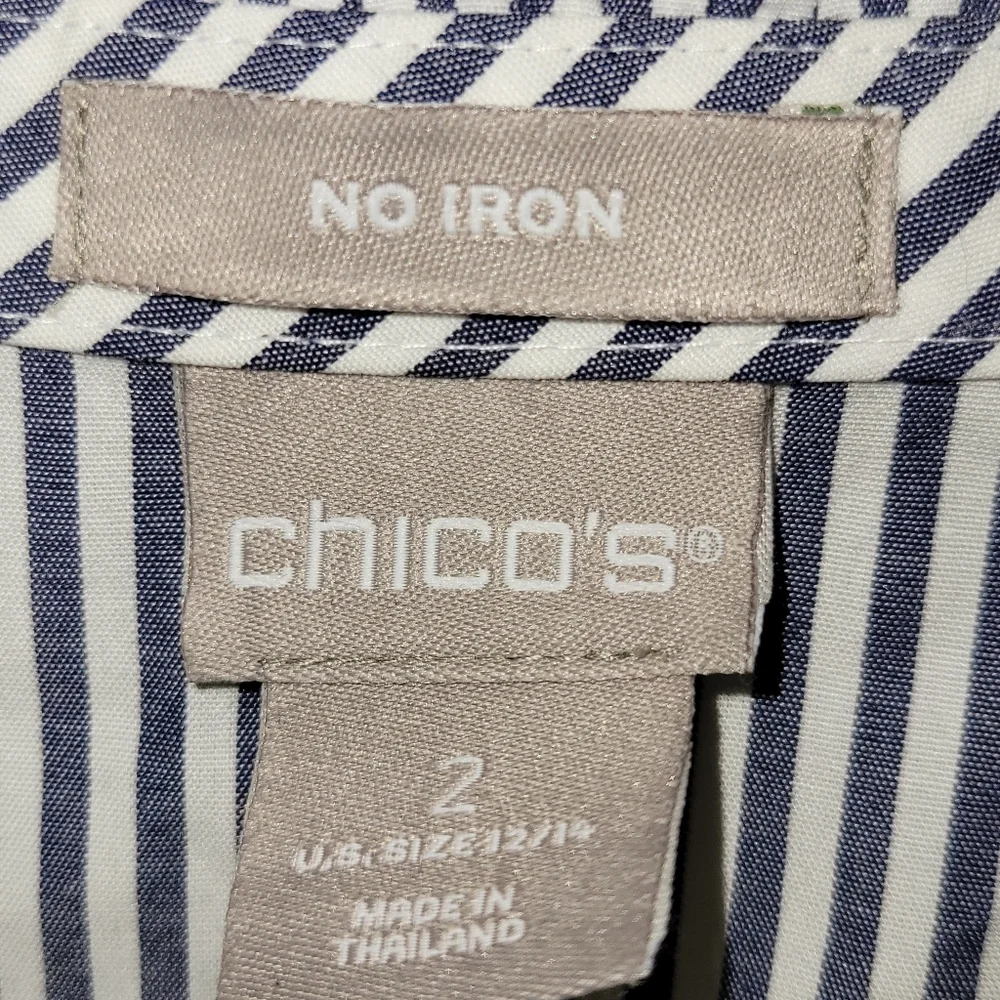 NO IRON
chico's®
2
U.S. SIZE 12/14
MADE IN
THAILAND